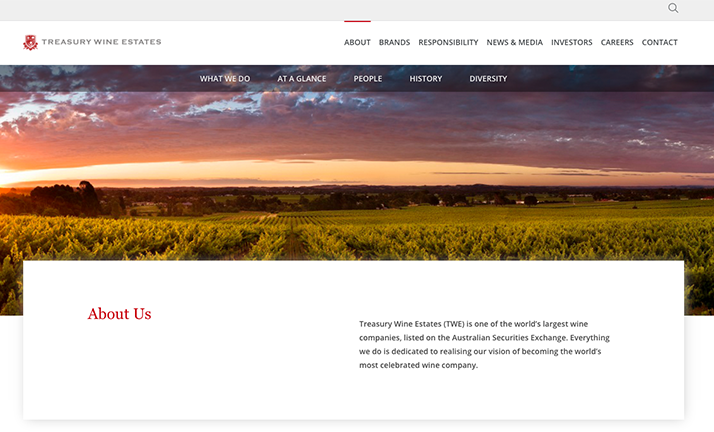 TREASURY WINE ESTATES
ABOUT BRANDS RESPONSIBILITY NEWS & MEDIA INVESTORS CAREERS CONTACT
WHAT WE DO AT A GLANCE PEOPLE HISTORY DIVERSITY
About Us
Treasury Wine Estates (TWE) is one of the world's largest wine
companies, listed on the Australian Securities Exchange. Everything
we do is dedicated to realising our vision of becoming the world's
most celebrated wine company.